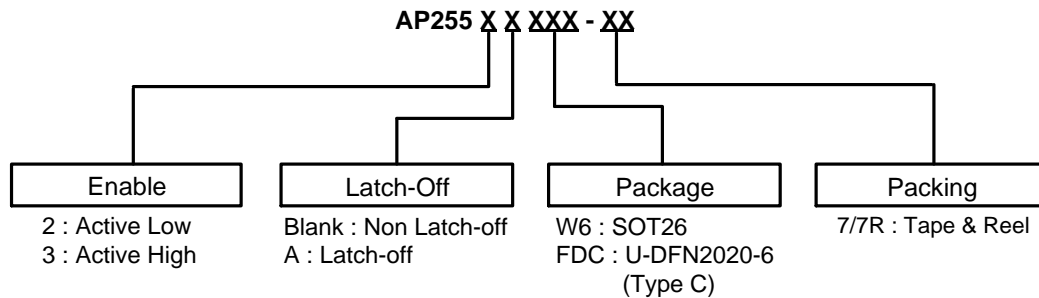 AP255 X X XXX - XX
Enable
2 : Active Low
3 : Active High
Latch-Off
Blank : Non Latch-off
A : Latch-off
Package
W6 : SOT26
FDC : U-DFN2020-6
(Type C)
Packing
7/7R : Tape & Reel